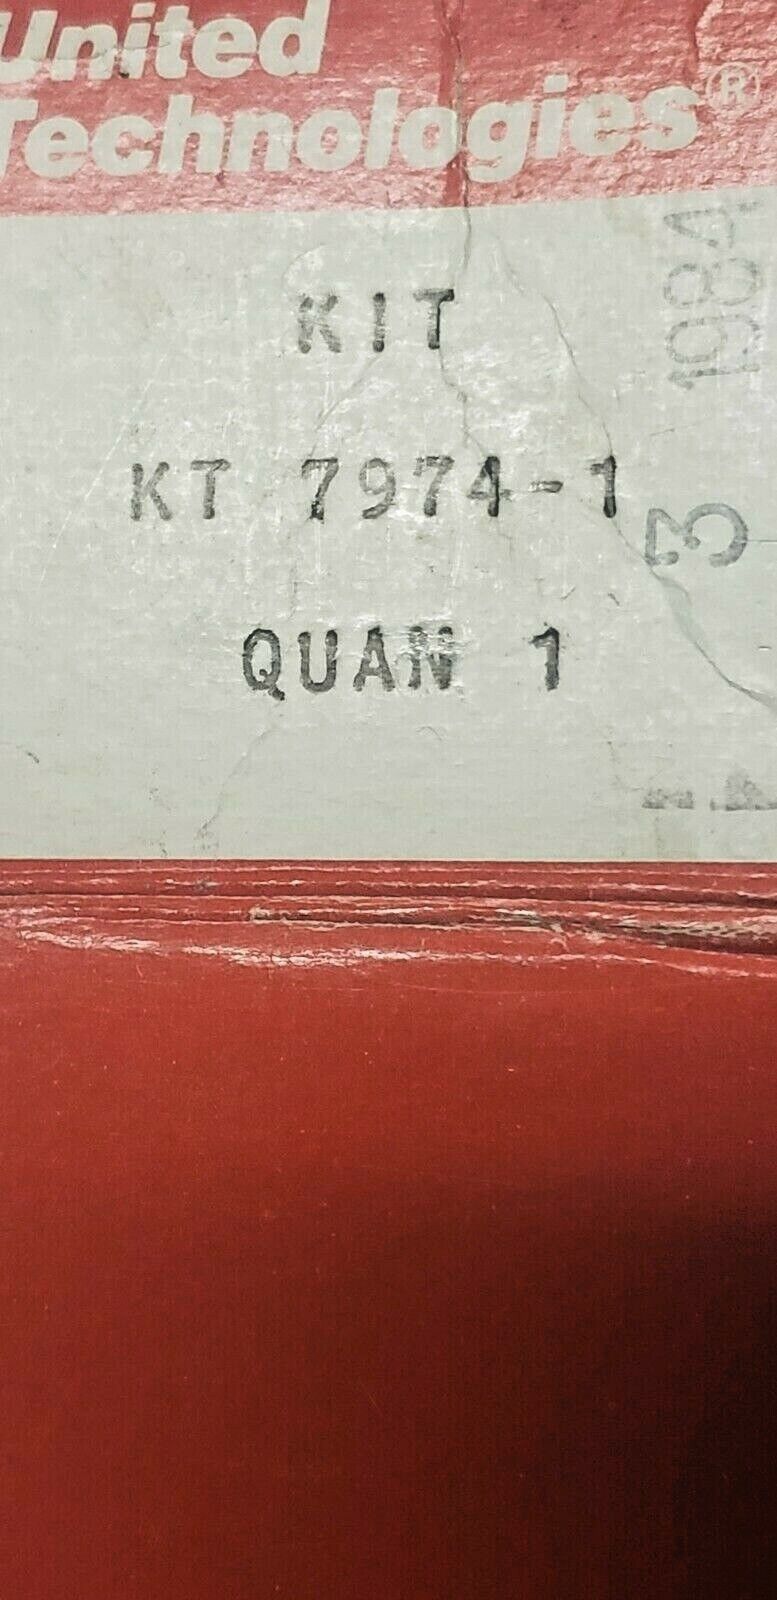 United
Technologies®
KIT
KT 7974-1
QUAN 1
3 1984